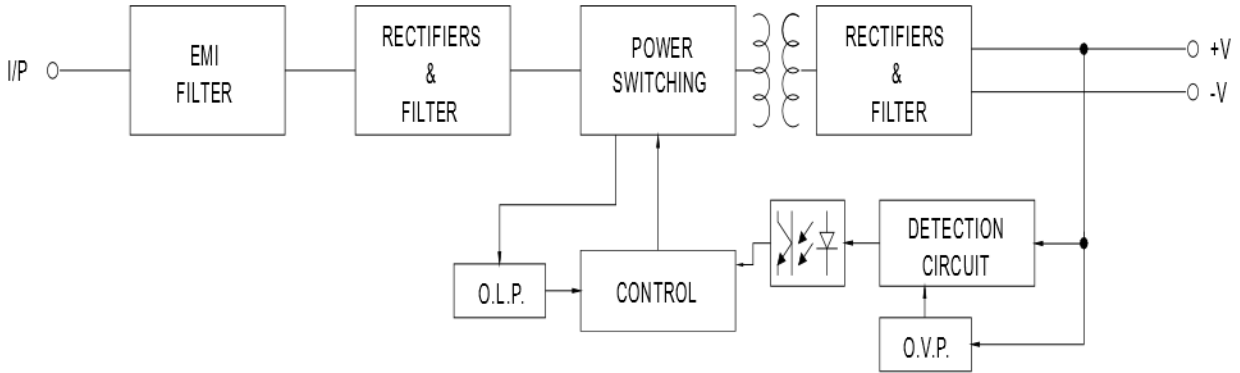 I/P
EMI
FILTER
RECTIFIERS
&
FILTER
POWER
SWITCHING
RECTIFIERS
&
FILTER
+V
-V
O.L.P.
CONTROL
DETECTION
CIRCUIT
O.V.P.